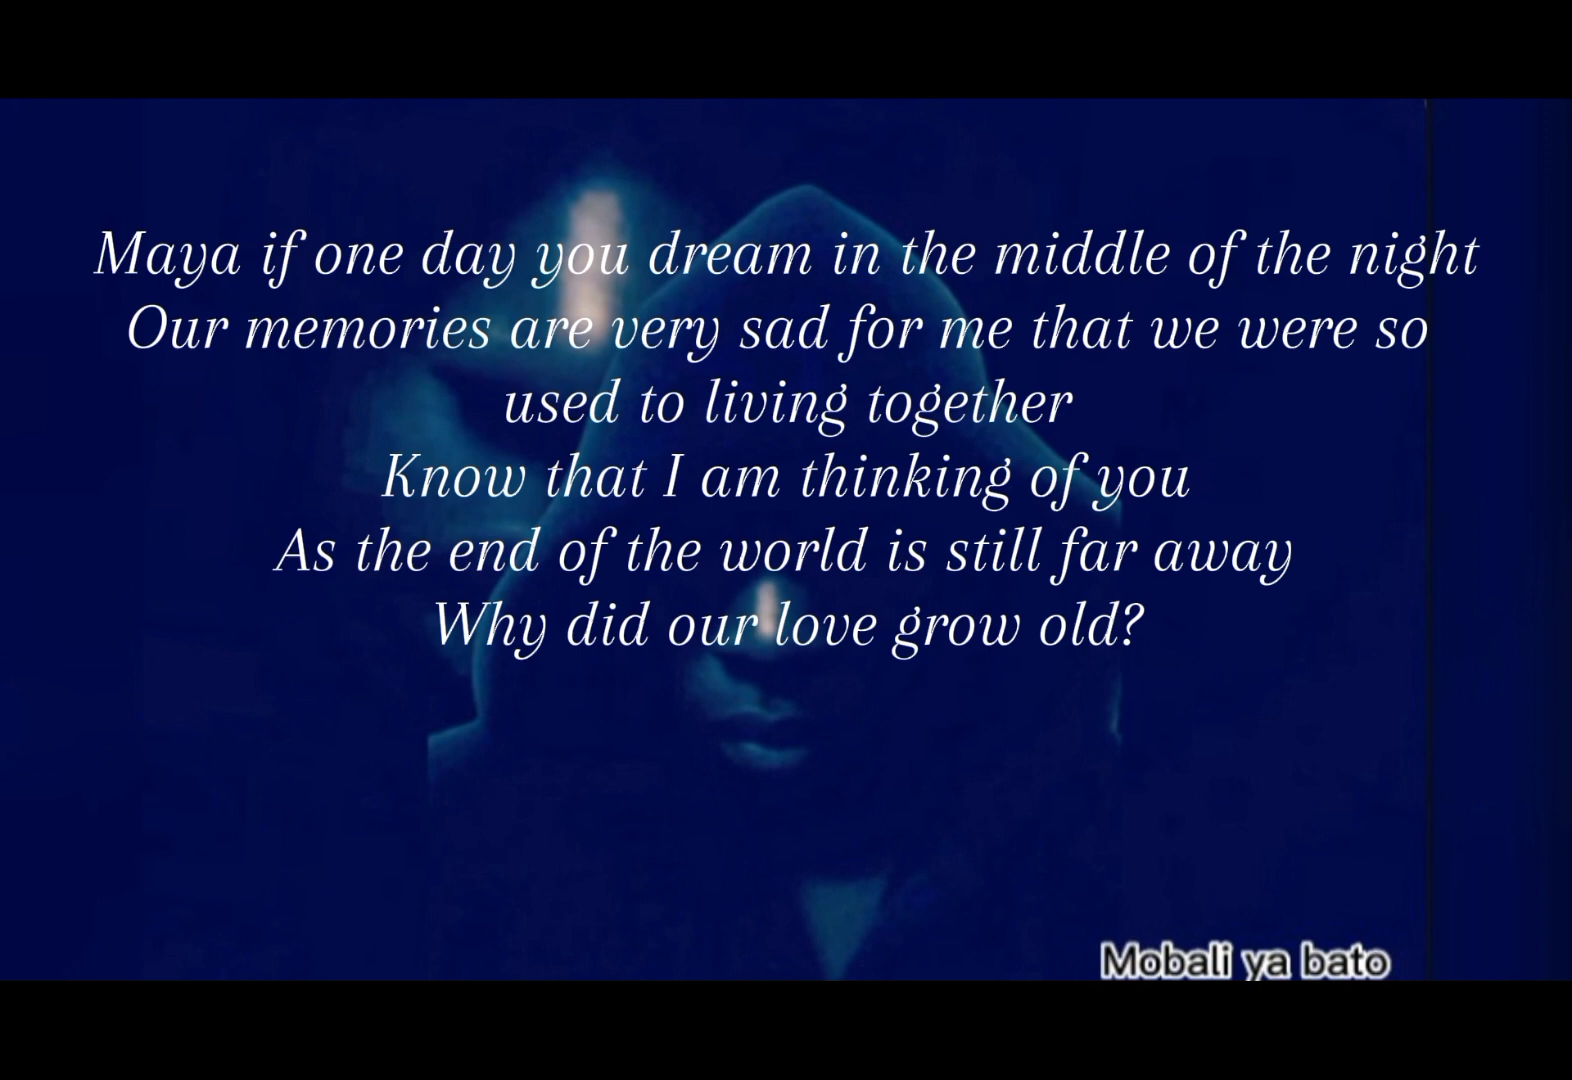 Maya if one day you dream in the middle of the night
Our memories are very sad for me that we were so
used to living together
Know that I am thinking of you
As the end of the world is still far away
Why did our love grow old?
Mobali ya bato